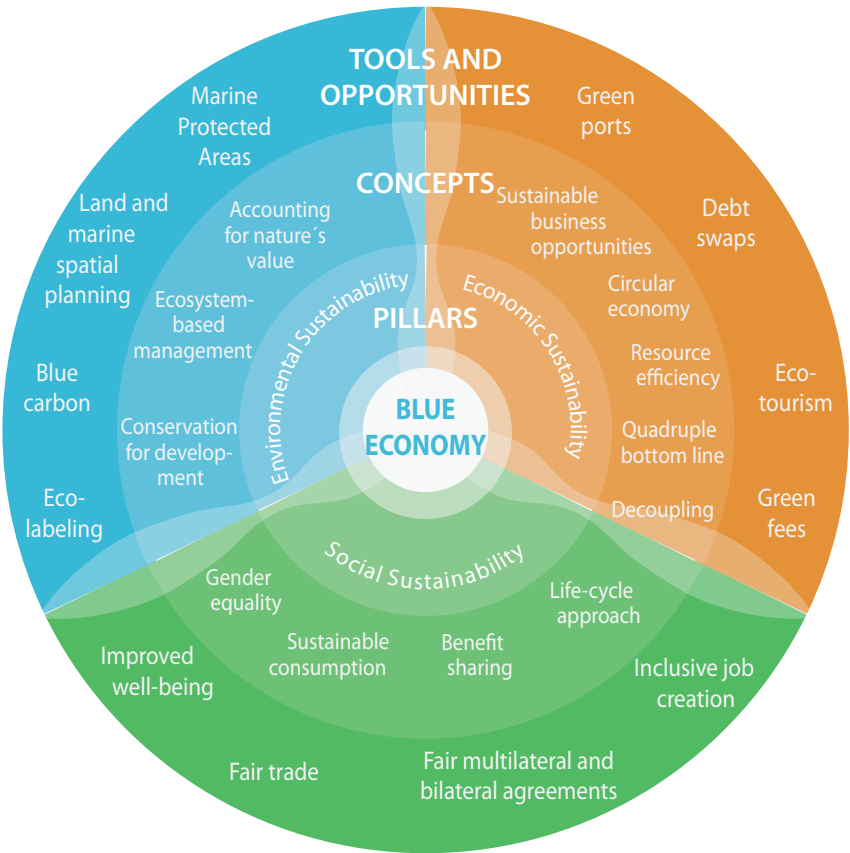 TOOLS AND
OPPORTUNITIES
CONCEPTS
PILLARS
BLUE
ECONOMY
Environmental Sustainability
Economic Sustainability
Social Sustainability
Marine
Protected
Areas
Land and
marine
spatial
planning
Blue
carbon
Eco-
labeling
Accounting
for nature´s
value
Ecosystem-
based
management
Conservation
for develop-
ment
Green
ports
Debt
swaps
Eco-
tourism
Green
fees
Sustainable
business
opportunities
Circular
economy
Resource
efficiency
Quadruple
bottom line
Decoupling
Gender
equality
Sustainable
consumption
Benefit
sharing
Life-cycle
approach
Improved
well-being
Fair trade
Fair multilateral and
bilateral agreements
Inclusive job
creation